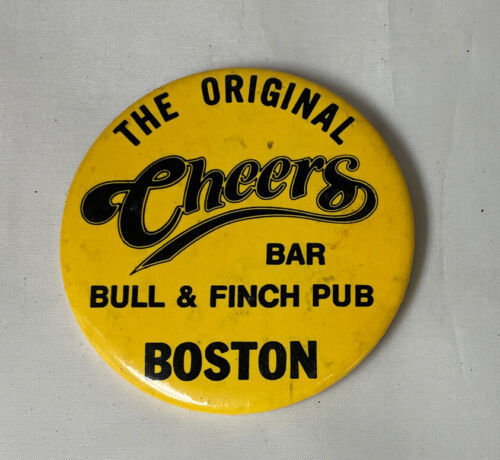 THE ORIGINAL
Cheers
BAR
BULL & FINCH PUB
BOSTON